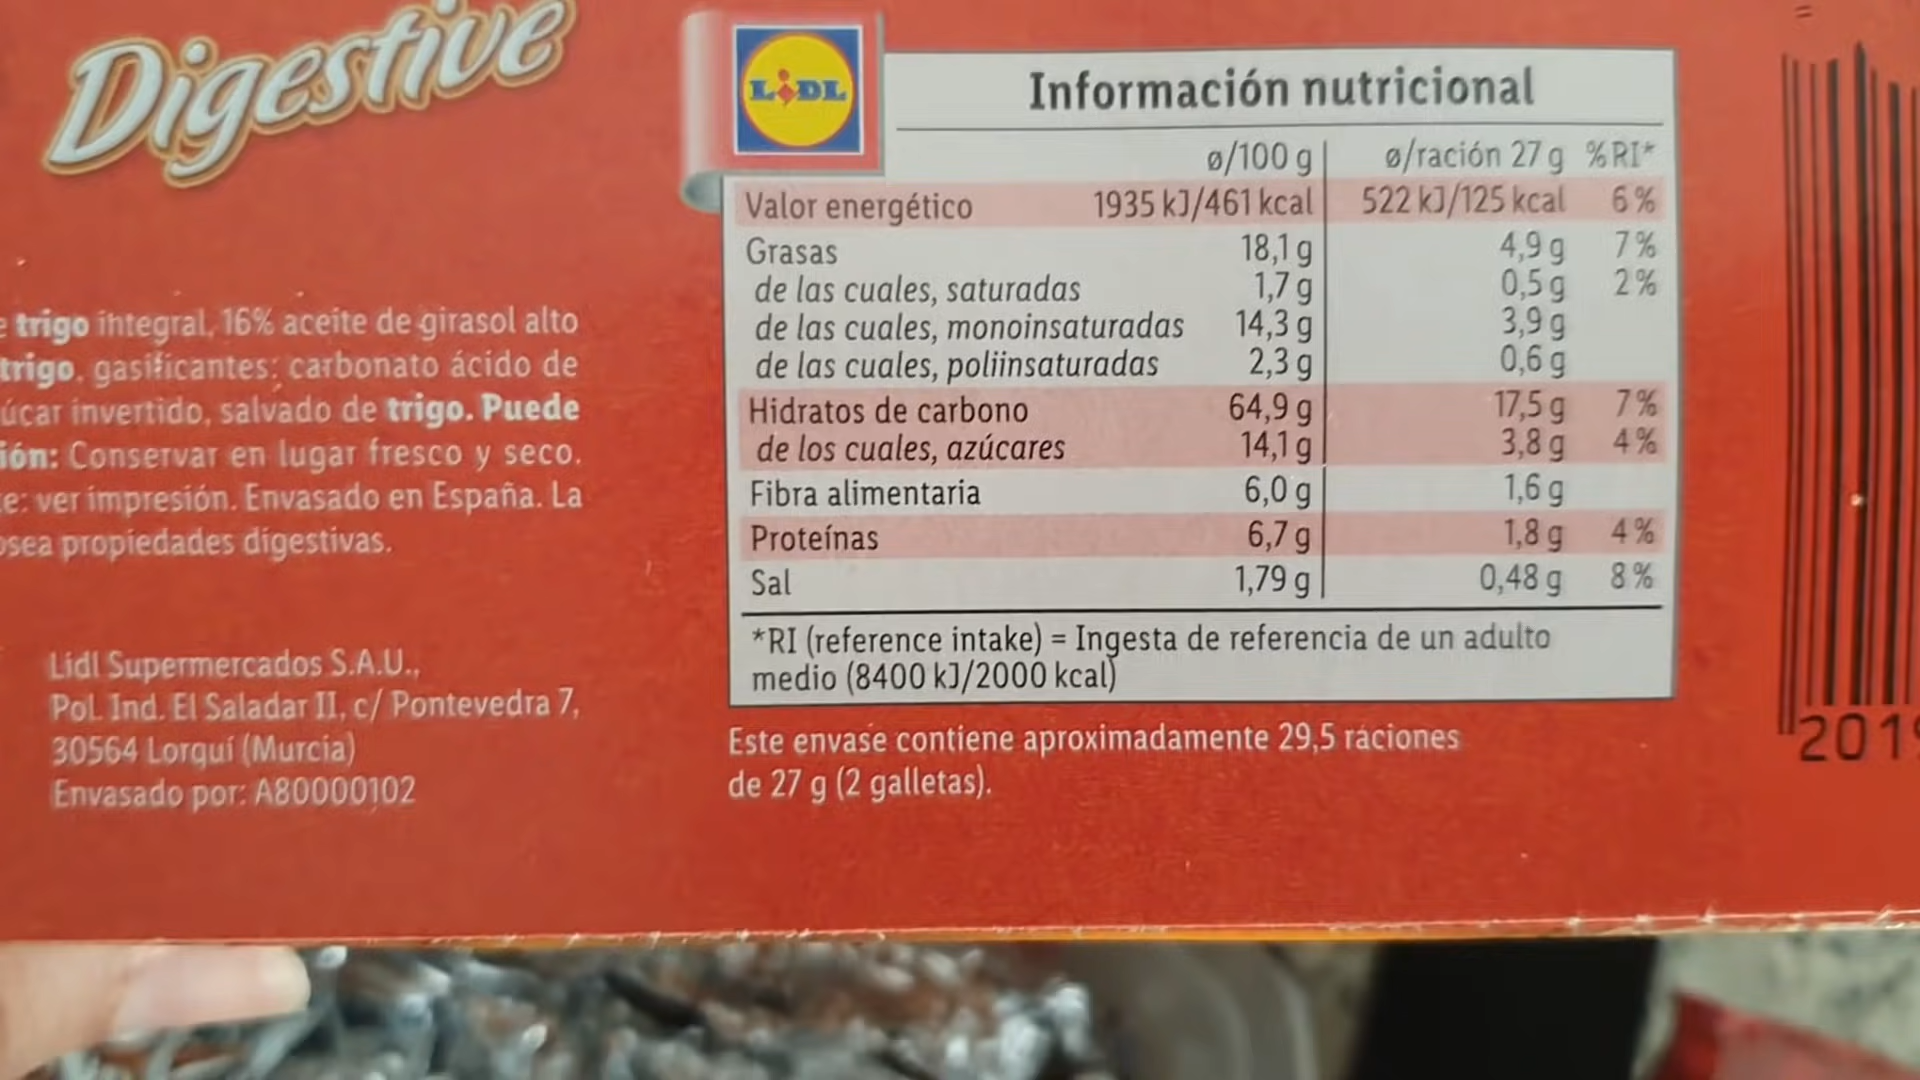 Digestive
trigo integral, 16% aceite de girasol alto
trigo, gasificantes: carbonato ácido de
úcar invertido, salvado de trigo. Puede
ión: Conservar en lugar fresco y seco.
e: ver impresión. Envasado en España. La
osea propiedades digestivas.
Lidl Supermercados S.A.U.,
Pol. Ind. El Saladar II, c/ Pontevedra 7,
30564 Lorquí (Murcia)
Envasado por: A80000102
LIDL
Información nutricional
ø/100 g ø/ración 27 g %RI*
Valor energético 1935 kJ/461 kcal 522 kJ/125 kcal 6%
Grasas 18,1 g 4,9 g 7%
de las cuales, saturadas 1,7 g 0,5 g 2%
de las cuales, monoinsaturadas 14,3 g 3,9 g
de las cuales, poliinsaturadas 2,3 g 0,6 g
Hidratos de carbono 64,9 g 17,5 g 7%
de los cuales, azúcares 14,1 g 3,8 g 4%
Fibra alimentaria 6,0 g 1,6 g
Proteínas 6,7 g 1,8 g 4%
Sal 1,79 g 0,48 g 8%
*RI (reference intake) = Ingesta de referencia de un adulto
medio (8400 kJ/2000 kcal)
Este envase contiene aproximadamente 29,5 raciones
de 27 g (2 galletas).
201